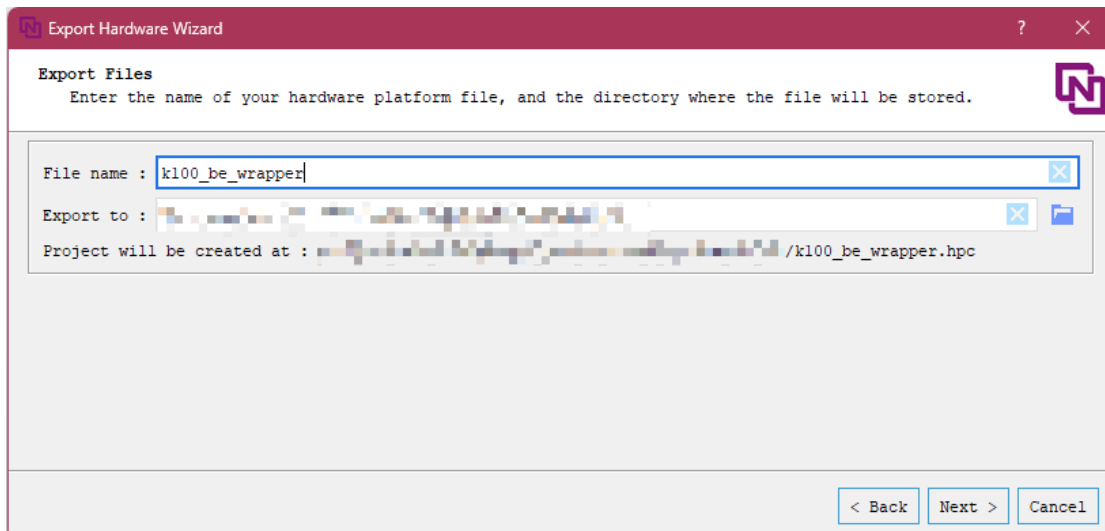 Export Hardware Wizard ?
Export Files
Enter the name of your hardware platform file, and the directory where the file will be stored.
File name : k100_be_wrapper
Export to :
Project will be created at : /k100_be_wrapper.hpc
< Back Next > Cancel